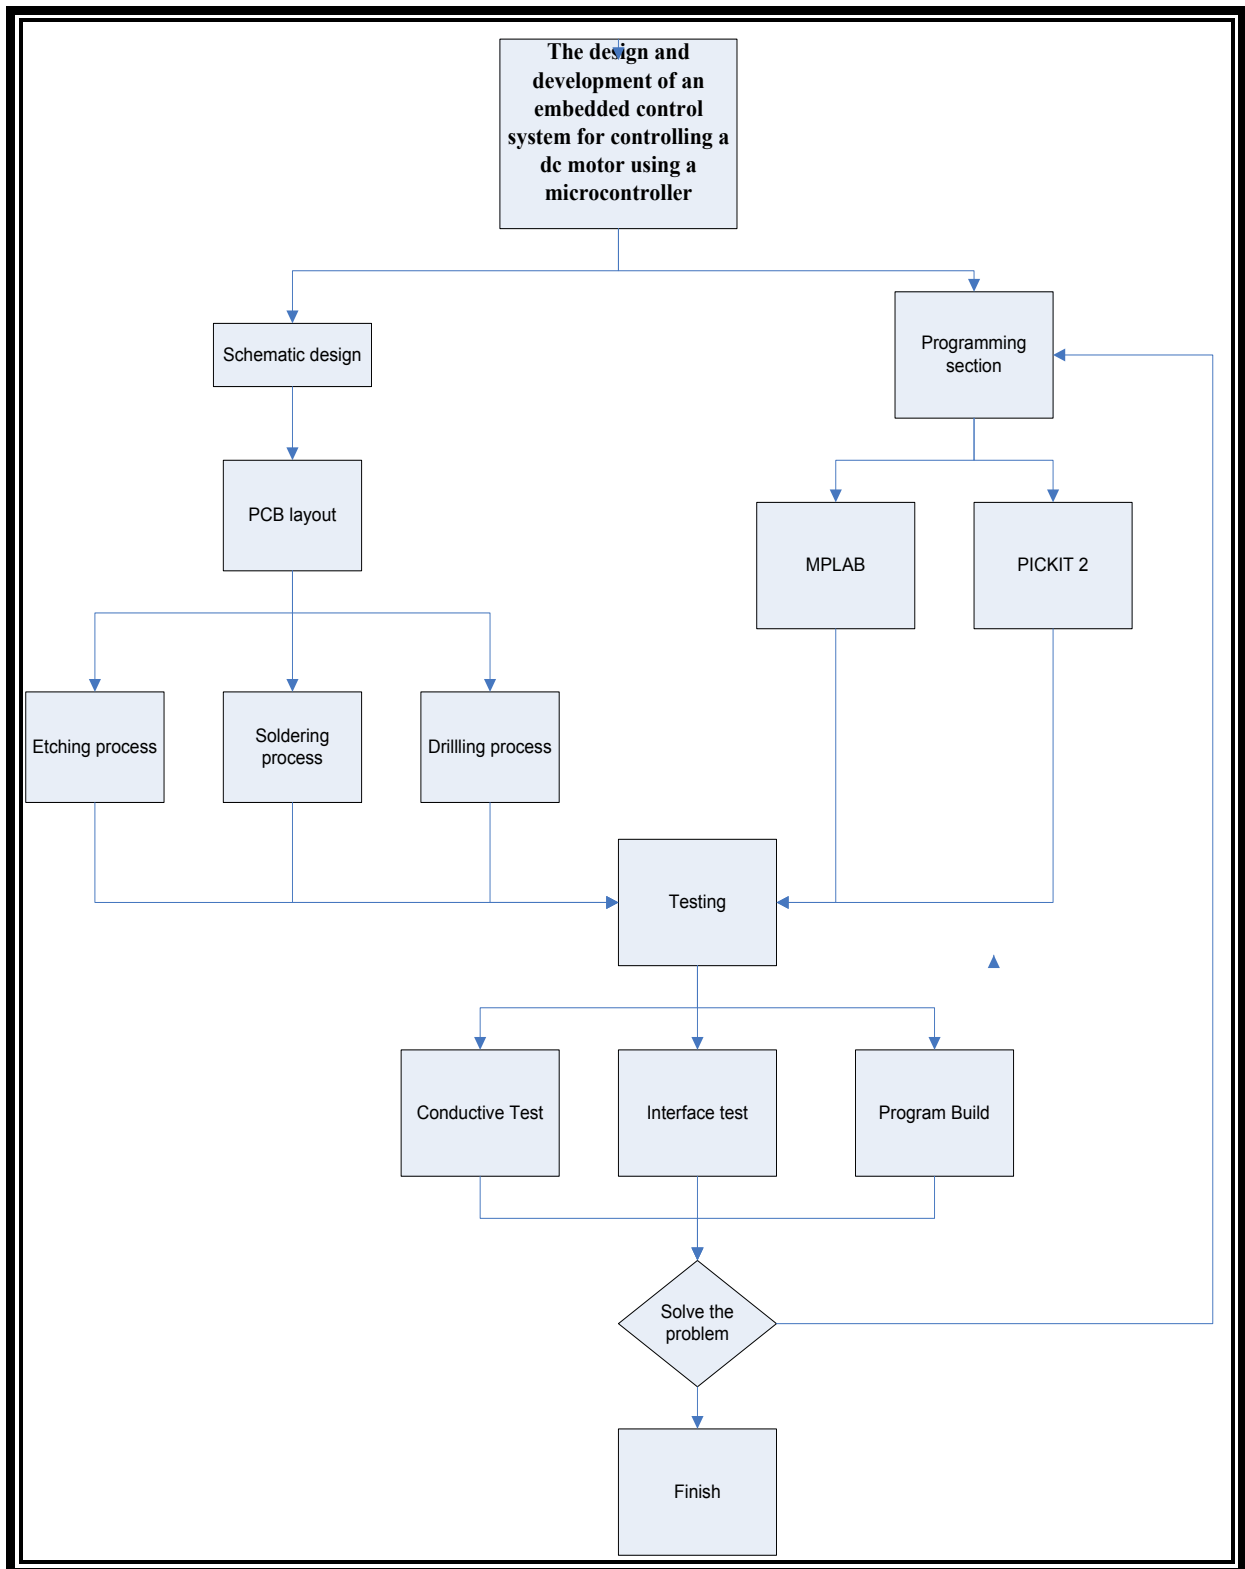 The design and
development of an
embedded control
system for controlling a
dc motor using a
microcontroller
Schematic design
Programming
section
PCB layout
MPLAB
PICKIT 2
Etching process
Soldering
process
Drillling process
Testing
Conductive Test
Interface test
Program Build
Solve the
problem
Finish